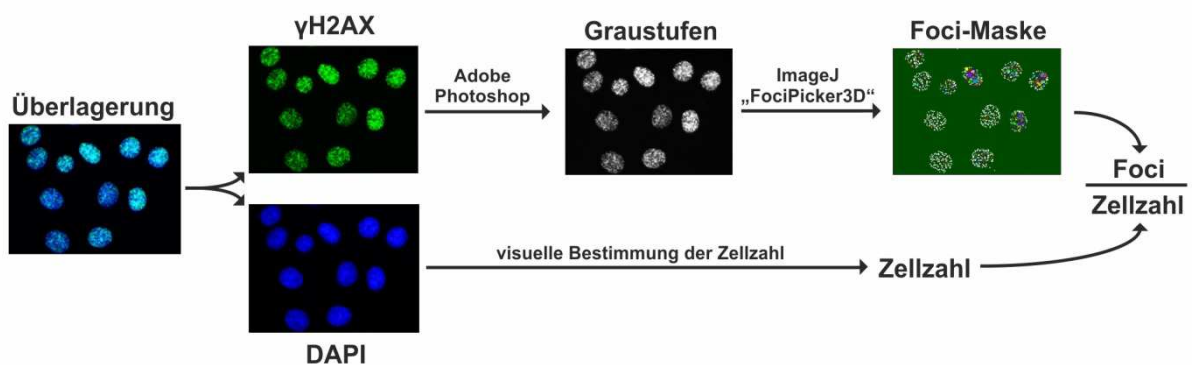 Überlagerung
γH2AX
DAPI
Adobe
Photoshop
Graustufen
ImageJ
„FociPicker3D“
Foci-Maske
visuelle Bestimmung der Zellzahl
Zellzahl
Foci
Zellzahl